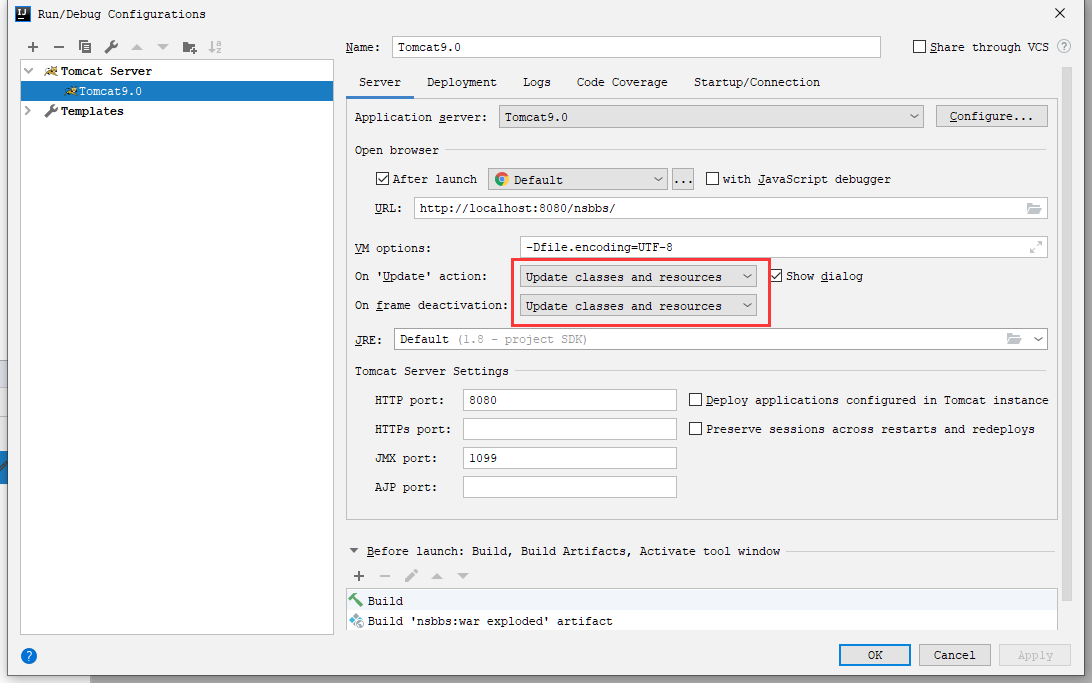 Run/Debug Configurations
Name: Tomcat9.0 Share through VCS ?
Tomcat Server
Tomcat9.0
Templates
Server Deployment Logs Code Coverage Startup/Connection
Application server: Tomcat9.0 Configure...
Open browser
After launch Default ... with JavaScript debugger
URL: http://localhost:8080/nsbbs/
VM options: -Dfile.encoding=UTF-8
On 'Update' action: Update classes and resources Show dialog
On frame deactivation: Update classes and resources
JRE: Default (1.8 - project SDK)
Tomcat Server Settings
HTTP port: 8080 Deploy applications configured in Tomcat instance
HTTPs port: Preserve sessions across restarts and redeploys
JMX port: 1099
AJP port:
Before launch: Build, Build Artifacts, Activate tool window
Build
Build 'nsbbs:war exploded' artifact
? OK Cancel Apply